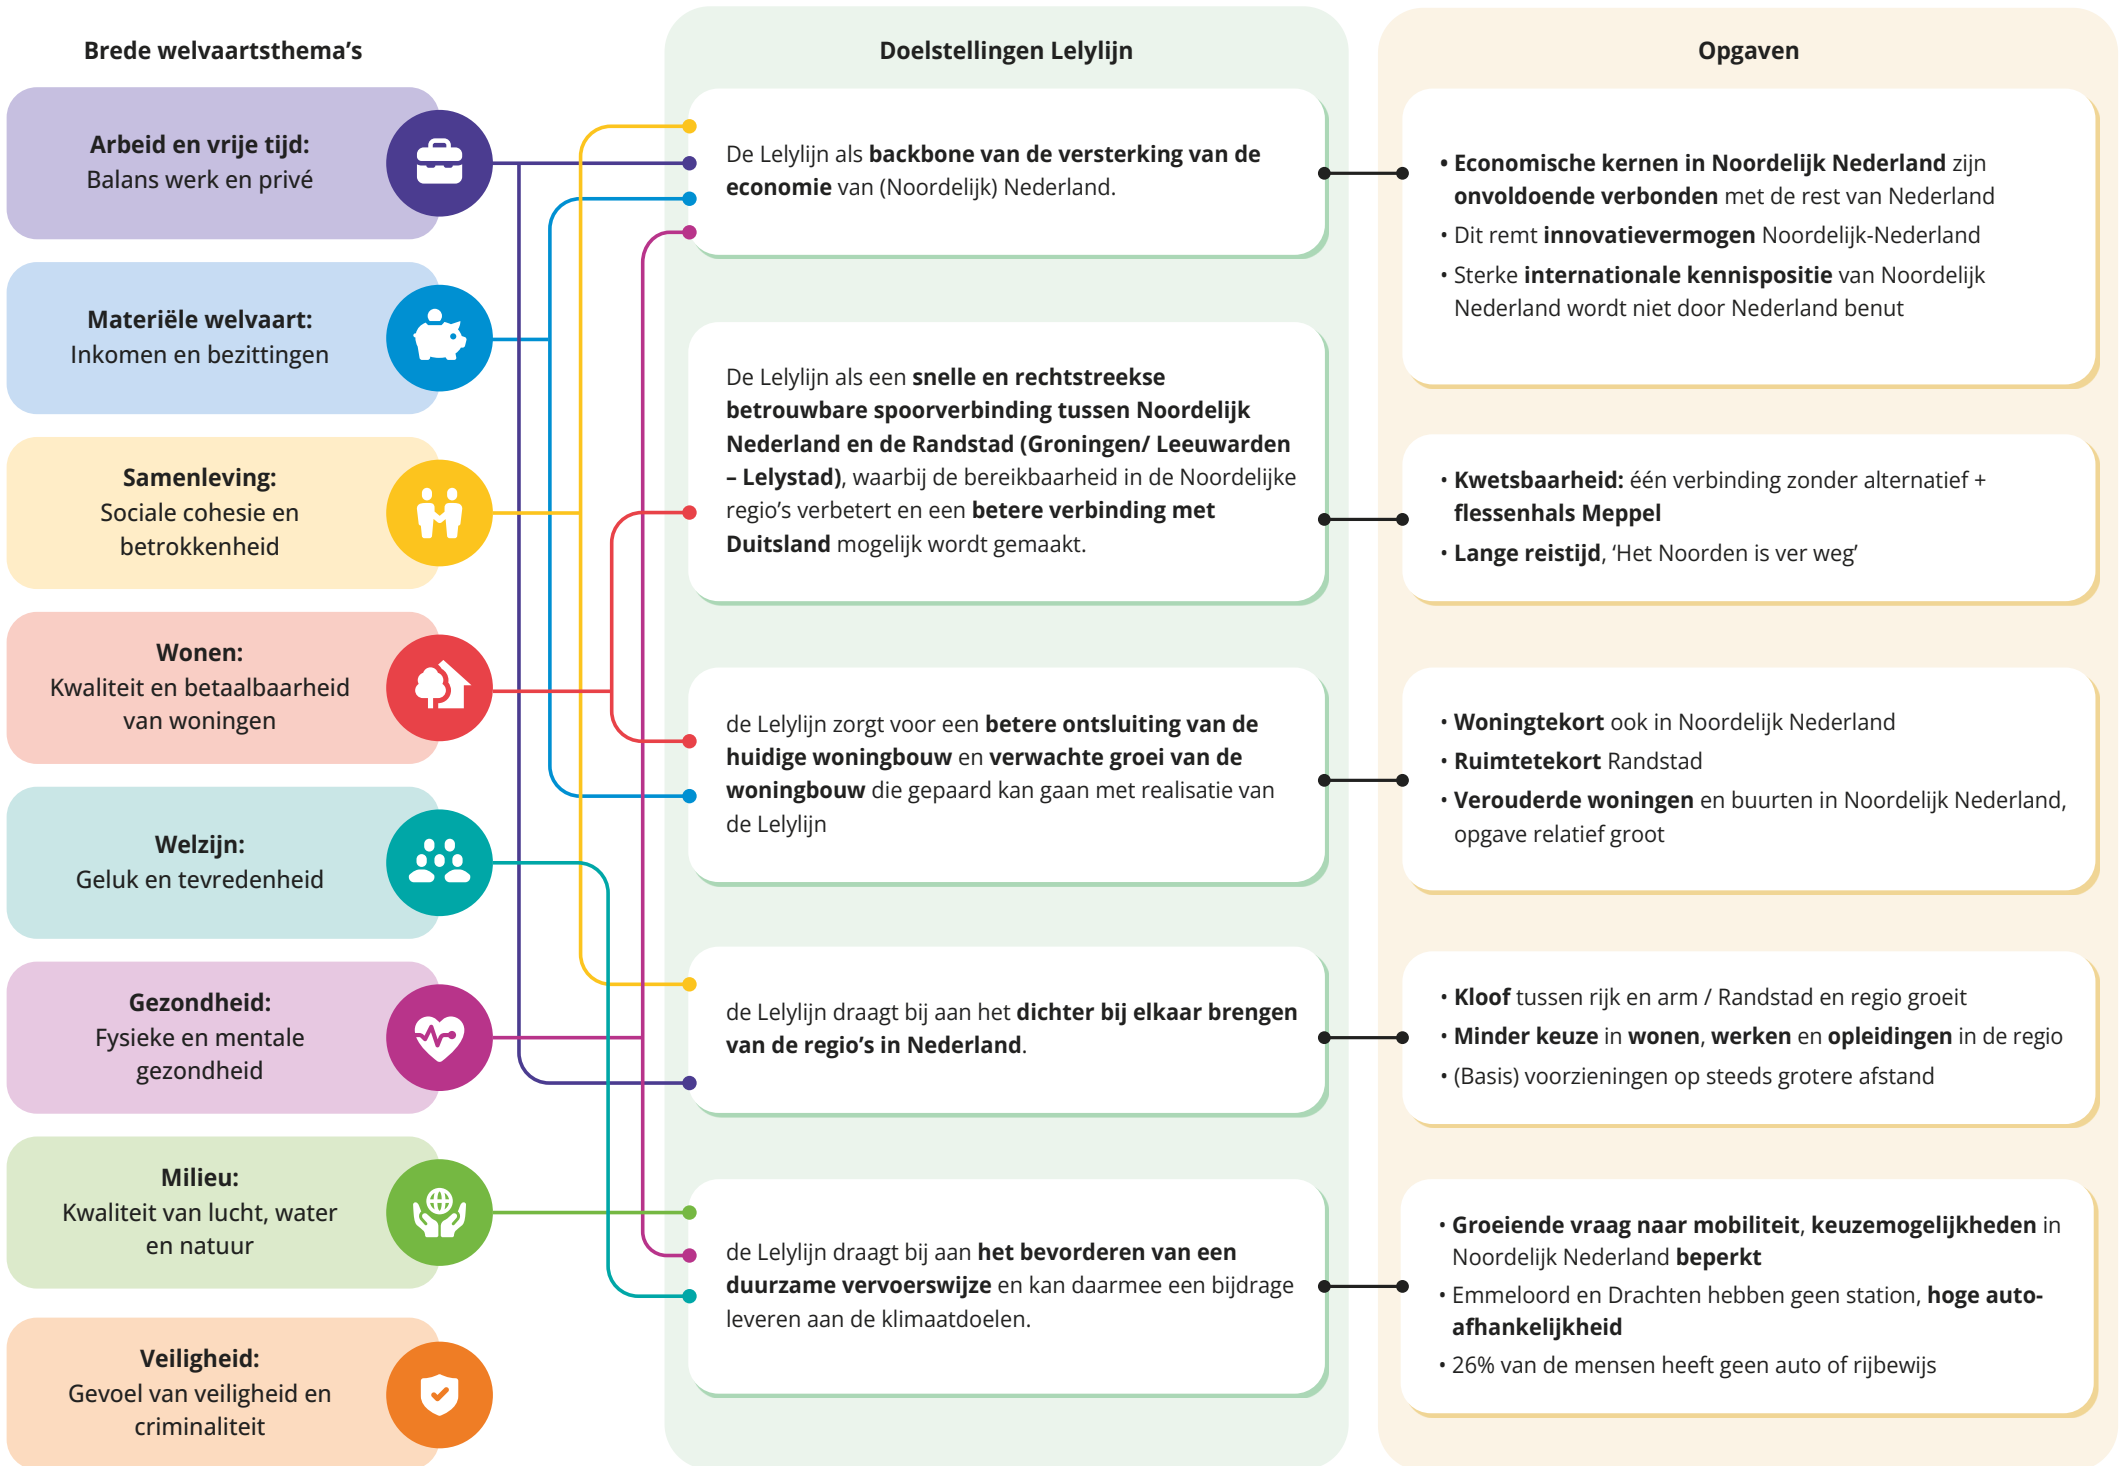 Brede welvaartsthema’s
Arbeid en vrije tijd:
Balans werk en privé
Materiële welvaart:
Inkomen en bezittingen
Samenleving:
Sociale cohesie en
betrokkenheid
Wonen:
Kwaliteit en betaalbaarheid
van woningen
Welzijn:
Geluk en tevredenheid
Gezondheid:
Fysieke en mentale
gezondheid
Milieu:
Kwaliteit van lucht, water
en natuur
Veiligheid:
Gevoel van veiligheid en
criminaliteit
Doelstellingen Lelylijn
De Lelylijn als backbone van de versterking van de
economie van (Noordelijk) Nederland.
De Lelylijn als een snelle en rechtstreekse
betrouwbare spoorverbinding tussen Noordelijk
Nederland en de Randstad (Groningen/ Leeuwarden
– Lelystad), waarbij de bereikbaarheid in de Noordelijke
regio’s verbetert en een betere verbinding met
Duitsland mogelijk wordt gemaakt.
de Lelylijn zorgt voor een betere ontsluiting van de
huidige woningbouw en verwachte groei van de
woningbouw die gepaard kan gaan met realisatie van
de Lelylijn
de Lelylijn draagt bij aan het dichter bij elkaar brengen
van de regio’s in Nederland.
de Lelylijn draagt bij aan het bevorderen van een
duurzame vervoerswijze en kan daarmee een bijdrage
leveren aan de klimaatdoelen.
Opgaven
• Economische kernen in Noordelijk Nederland zijn
onvoldoende verbonden met de rest van Nederland
• Dit remt innovatievermogen Noordelijk-Nederland
• Sterke internationale kennispositie van Noordelijk
Nederland wordt niet door Nederland benut
• Kwetsbaarheid: één verbinding zonder alternatief +
flessenhals Meppel
• Lange reistijd, ‘Het Noorden is ver weg’
• Woningtekort ook in Noordelijk Nederland
• Ruimtetekort Randstad
• Verouderde woningen en buurten in Noordelijk Nederland,
opgave relatief groot
• Kloof tussen rijk en arm / Randstad en regio groeit
• Minder keuze in wonen, werken en opleidingen in de regio
• (Basis) voorzieningen op steeds grotere afstand
• Groeiende vraag naar mobiliteit, keuzemogelijkheden in
Noordelijk Nederland beperkt
• Emmeloord en Drachten hebben geen station, hoge auto-
afhankelijkheid
• 26% van de mensen heeft geen auto of rijbewijs